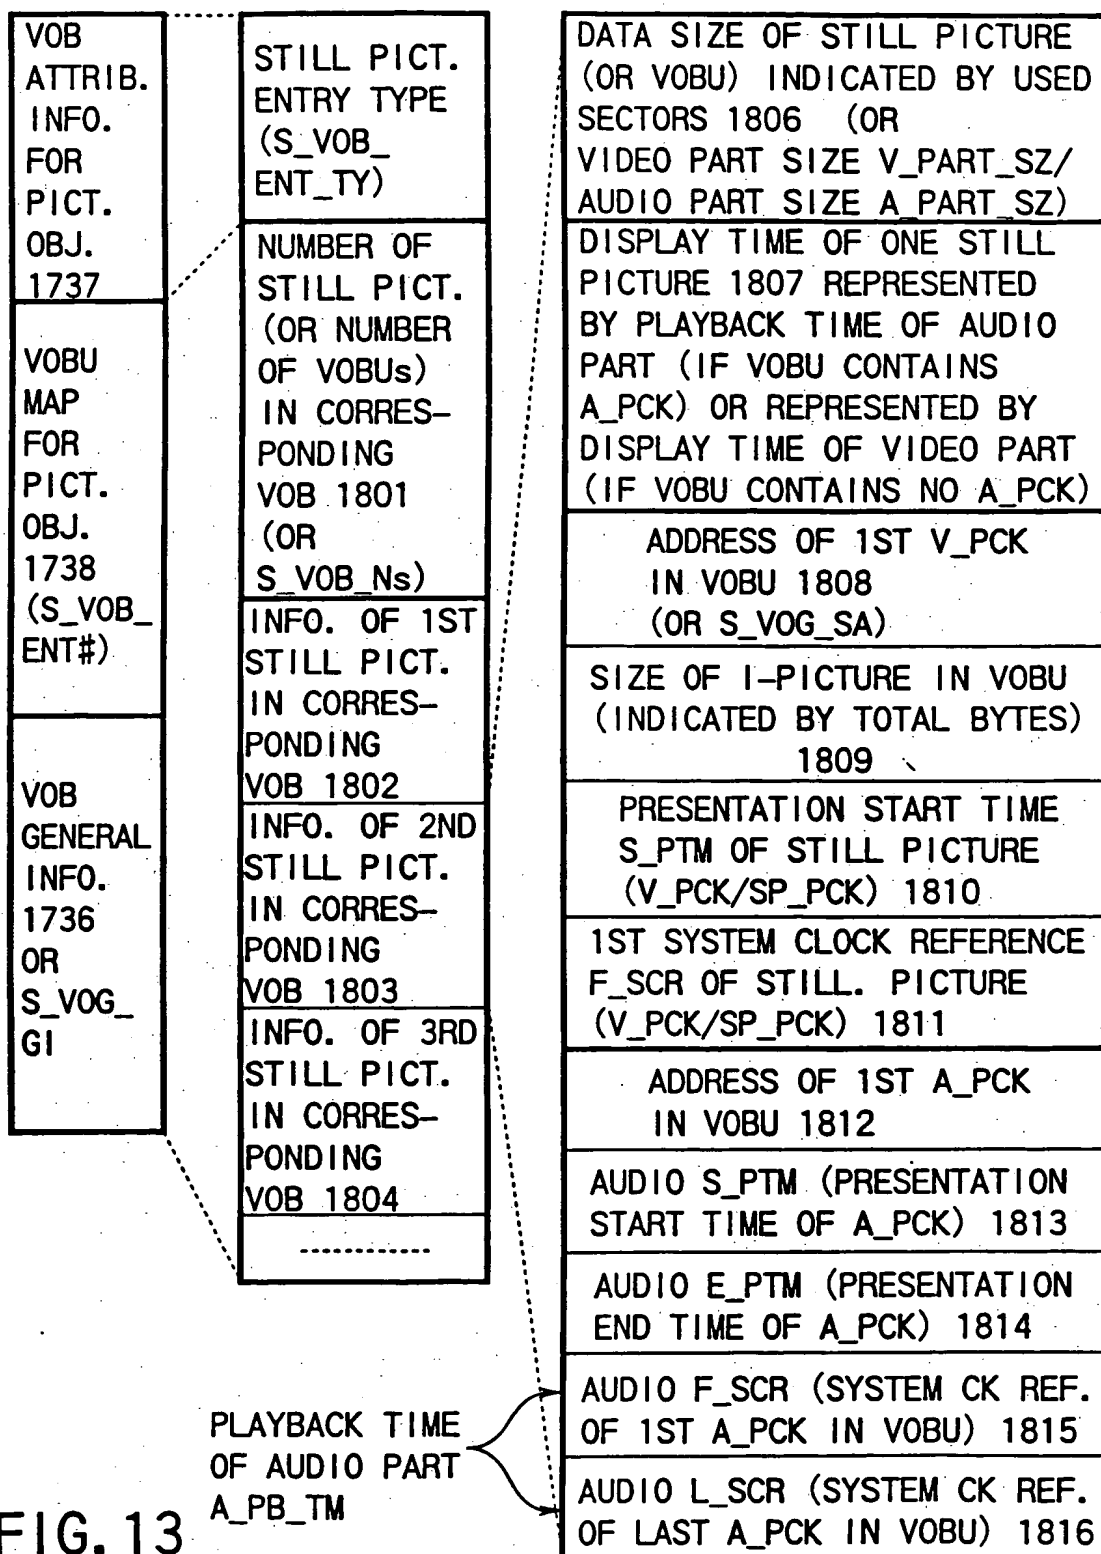 VOB
ATTRIB.
INFO.
FOR
PICT.
OBJ.
1737
VOBU
MAP
FOR
PICT.
OBJ.
1738
(S_VOB_
ENT#)
VOB
GENERAL
INFO.
1736
OR
S_VOG_
GI
STILL PICT.
ENTRY TYPE
(S_VOB_
ENT_TY)
NUMBER OF
STILL PICT.
(OR NUMBER
OF VOBUs)
IN CORRES-
PONDING
VOB 1801
(OR
S_VOB_Ns)
INFO. OF 1ST
STILL PICT.
IN CORRES-
PONDING
VOB 1802
INFO. OF 2ND
STILL PICT.
IN CORRES-
PONDING
VOB 1803
INFO. OF 3RD
STILL PICT.
IN CORRES-
PONDING
VOB 1804
DATA SIZE OF STILL PICTURE
(OR VOBU) INDICATED BY USED
SECTORS 1806 (OR
VIDEO PART SIZE V_PART_SZ/
AUDIO PART SIZE A_PART_SZ)
DISPLAY TIME OF ONE STILL
PICTURE 1807 REPRESENTED
BY PLAYBACK TIME OF AUDIO
PART (IF VOBU CONTAINS
A_PCK) OR REPRESENTED BY
DISPLAY TIME OF VIDEO PART
(IF VOBU CONTAINS NO A_PCK)
ADDRESS OF 1ST V_PCK
IN VOBU 1808
(OR S_VOG_SA)
SIZE OF I-PICTURE IN VOBU
(INDICATED BY TOTAL BYTES)
1809
PRESENTATION START TIME
S_PTM OF STILL PICTURE
(V_PCK/SP_PCK) 1810
1ST SYSTEM CLOCK REFERENCE
F_SCR OF STILL. PICTURE
(V_PCK/SP_PCK) 1811
ADDRESS OF 1ST A_PCK
IN VOBU 1812
AUDIO S_PTM (PRESENTATION
START TIME OF A_PCK) 1813
AUDIO E_PTM (PRESENTATION
END TIME OF A_PCK) 1814
AUDIO F_SCR (SYSTEM CK REF.
OF 1ST A_PCK IN VOBU) 1815
AUDIO L_SCR (SYSTEM CK REF.
OF LAST A_PCK IN VOBU) 1816
PLAYBACK TIME
OF AUDIO PART
A_PB_TM
FIG. 13